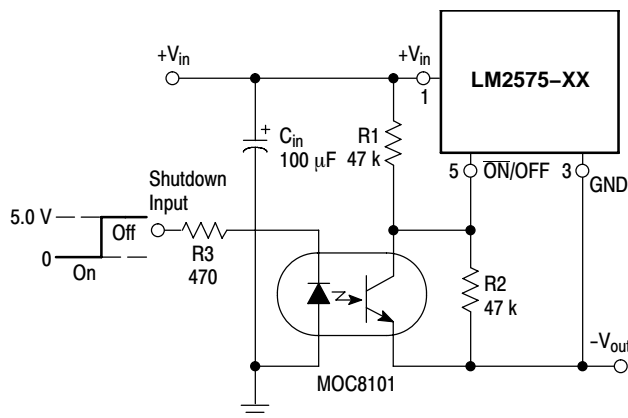 +Vin
+Vin
1
LM2575–XX
Cin
100 µF
R1
47 k
5
ON/OFF
3
GND
Shutdown
Input
5.0 V
Off
0
On
R3
470
R2
47 k
–Vout
MOC8101